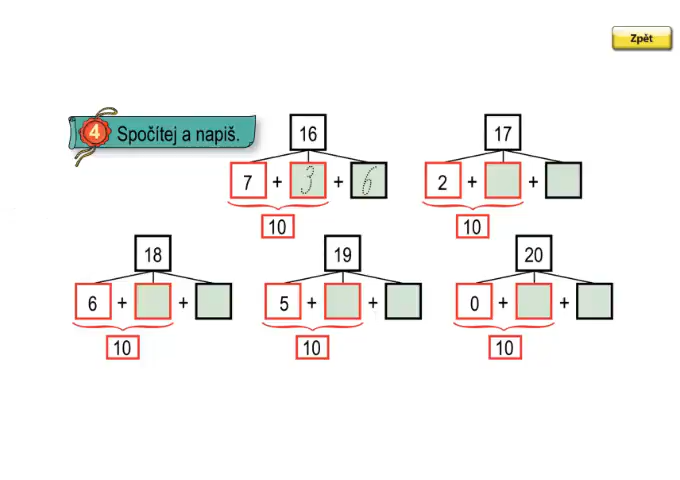 Zpět
4 Spočítej a napiš.
16
7 + 3 + 6
10
17
2 + +
10
18
6 + +
10
19
5 + +
10
20
0 + +
10